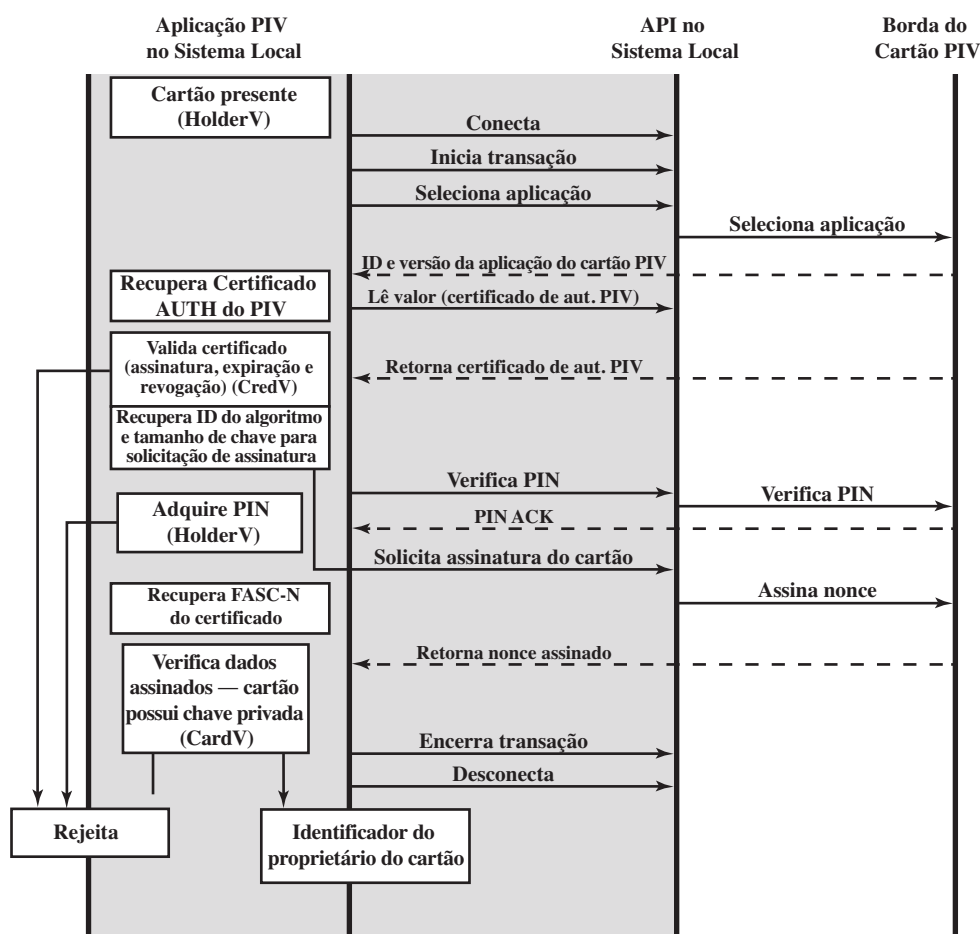 Aplicação PIV
no Sistema Local
API no
Sistema Local
Borda do
Cartão PIV
Cartão presente
(HolderV)
Conecta
Inicia transação
Seleciona aplicação
Seleciona aplicação
ID e versão da aplicação do cartão PIV
Recupera Certificado
AUTH do PIV
Lê valor (certificado de aut. PIV)
Valida certificado
(assinatura, expiração e
revogação) (CredV)
Retorna certificado de aut. PIV
Recupera ID do algoritmo
e tamanho de chave para
solicitação de assinatura
Verifica PIN
Verifica PIN
Adquire PIN
(HolderV)
PIN ACK
Solicita assinatura do cartão
Recupera FASC-N
do certificado
Assina nonce
Retorna nonce assinado
Verifica dados
assinados — cartão
possui chave privada
(CardV)
Encerra transação
Desconecta
Rejeita
Identificador do
proprietário do cartão